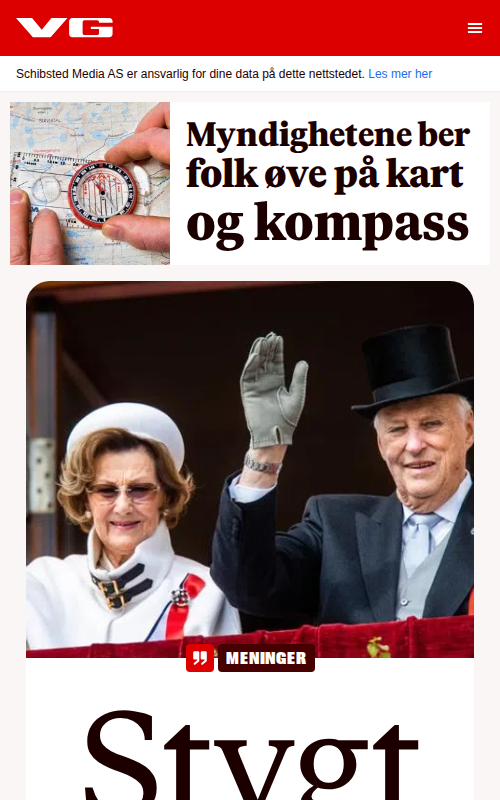 VG
Schibsted Media AS er ansvarlig for dine data på dette nettstedet. Les mer her
Myndighetene ber
folk øve på kart
og kompass
MENINGER
Stygt